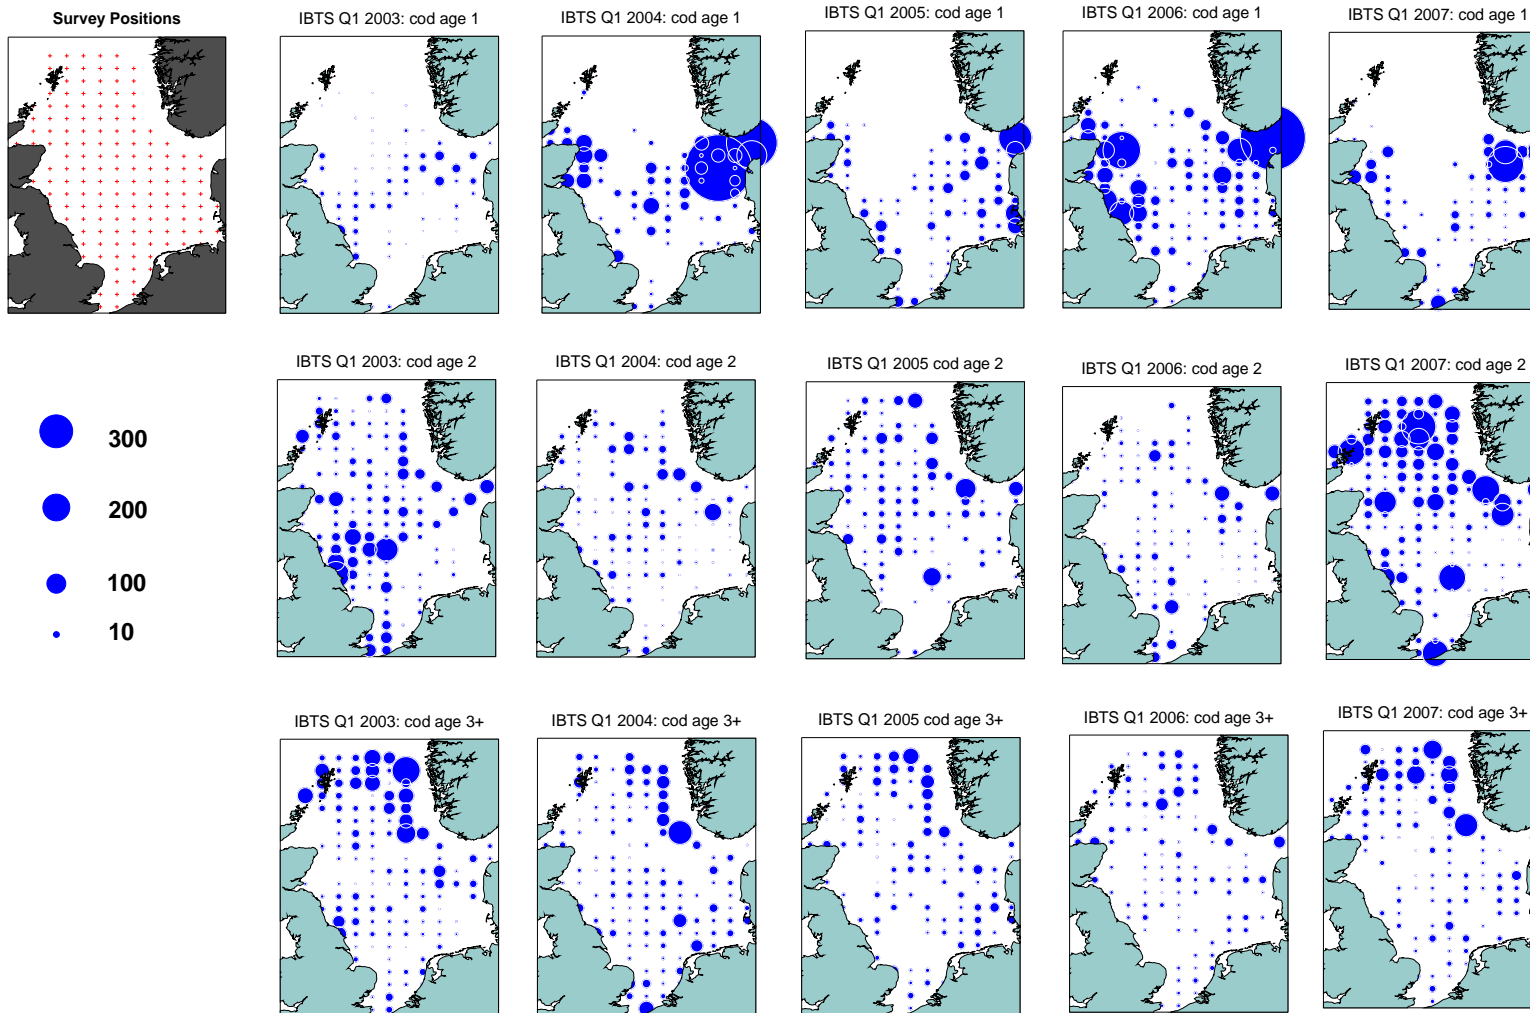 Survey Positions
IBTS Q1 2003: cod age 1
IBTS Q1 2004: cod age 1
IBTS Q1 2005: cod age 1
IBTS Q1 2006: cod age 1
IBTS Q1 2007: cod age 1
IBTS Q1 2003: cod age 2
IBTS Q1 2004: cod age 2
IBTS Q1 2005 cod age 2
IBTS Q1 2006: cod age 2
IBTS Q1 2007: cod age 2
300
200
100
10
IBTS Q1 2003: cod age 3+
IBTS Q1 2004: cod age 3+
IBTS Q1 2005 cod age 3+
IBTS Q1 2006: cod age 3+
IBTS Q1 2007: cod age 3+